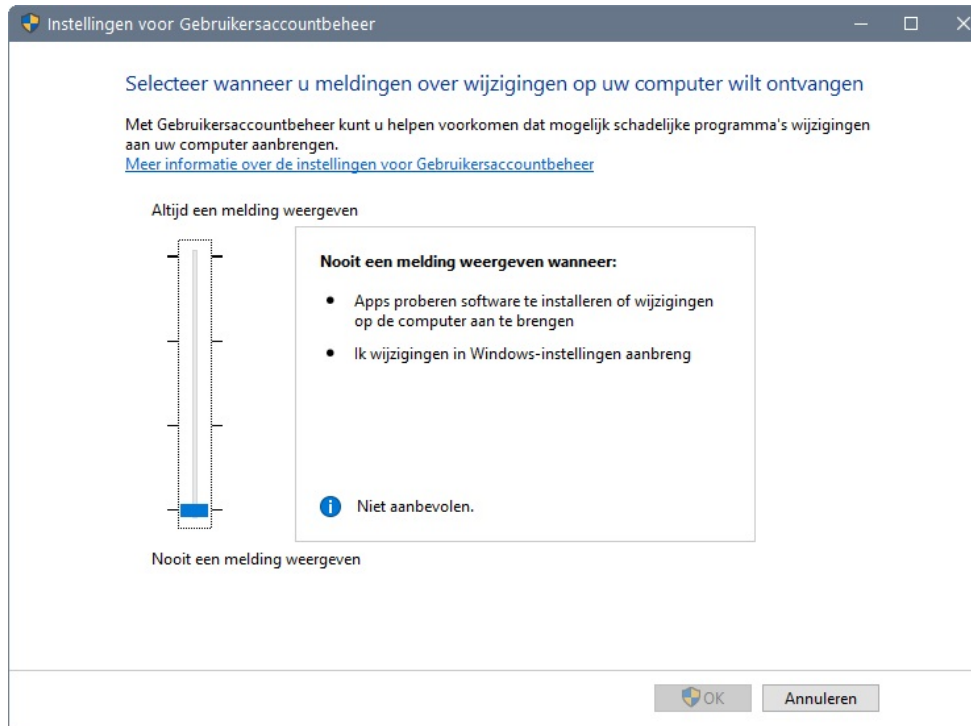 Instellingen voor Gebruikersaccountbeheer
Selecteer wanneer u meldingen over wijzigingen op uw computer wilt ontvangen
Met Gebruikersaccountbeheer kunt u helpen voorkomen dat mogelijk schadelijke programma's wijzigingen
aan uw computer aanbrengen.
Meer informatie over de instellingen voor Gebruikersaccountbeheer
Altijd een melding weergeven
Nooit een melding weergeven wanneer:
• Apps proberen software te installeren of wijzigingen
op de computer aan te brengen
• Ik wijzigingen in Windows-instellingen aanbreng
Niet aanbevolen.
Nooit een melding weergeven
OK
Annuleren